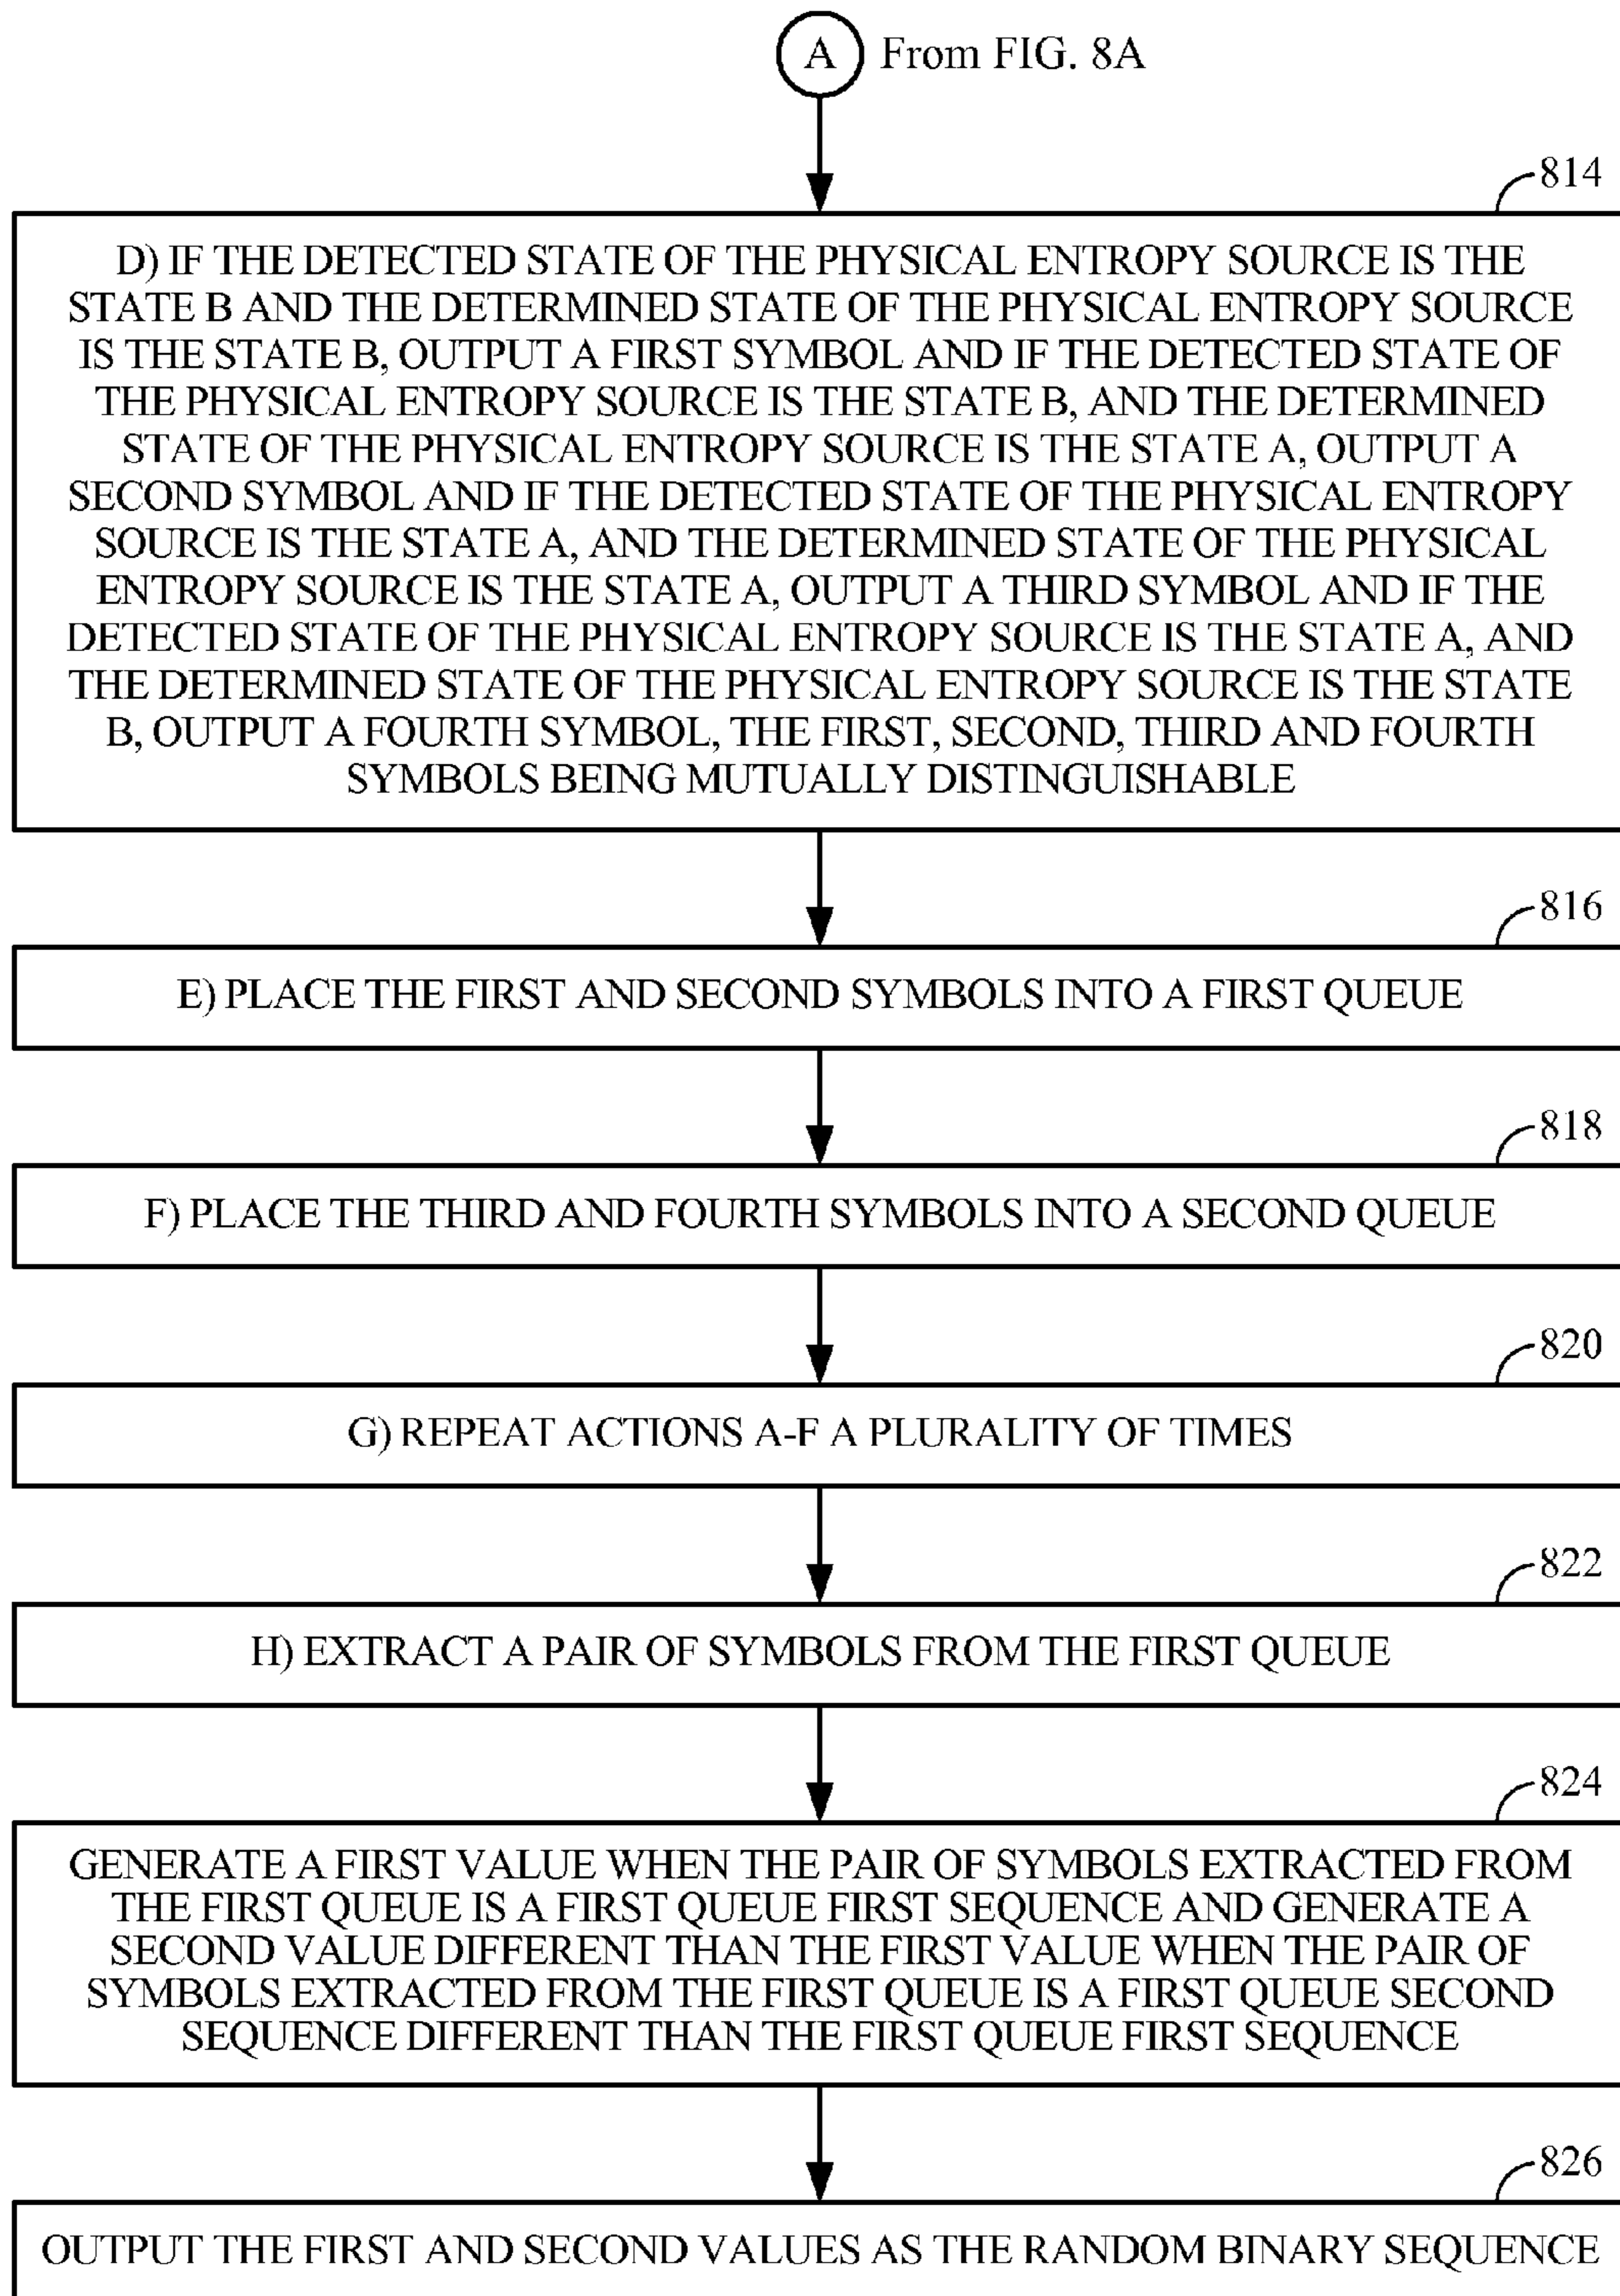 A From FIG. 8A
814
D) IF THE DETECTED STATE OF THE PHYSICAL ENTROPY SOURCE IS THE
STATE B AND THE DETERMINED STATE OF THE PHYSICAL ENTROPY SOURCE
IS THE STATE B, OUTPUT A FIRST SYMBOL AND IF THE DETECTED STATE OF
THE PHYSICAL ENTROPY SOURCE IS THE STATE B, AND THE DETERMINED
STATE OF THE PHYSICAL ENTROPY SOURCE IS THE STATE A, OUTPUT A
SECOND SYMBOL AND IF THE DETECTED STATE OF THE PHYSICAL ENTROPY
SOURCE IS THE STATE A, AND THE DETERMINED STATE OF THE PHYSICAL
ENTROPY SOURCE IS THE STATE A, OUTPUT A THIRD SYMBOL AND IF THE
DETECTED STATE OF THE PHYSICAL ENTROPY SOURCE IS THE STATE A, AND
THE DETERMINED STATE OF THE PHYSICAL ENTROPY SOURCE IS THE STATE
B, OUTPUT A FOURTH SYMBOL, THE FIRST, SECOND, THIRD AND FOURTH
SYMBOLS BEING MUTUALLY DISTINGUISHABLE
816
E) PLACE THE FIRST AND SECOND SYMBOLS INTO A FIRST QUEUE
818
F) PLACE THE THIRD AND FOURTH SYMBOLS INTO A SECOND QUEUE
820
G) REPEAT ACTIONS A-F A PLURALITY OF TIMES
822
H) EXTRACT A PAIR OF SYMBOLS FROM THE FIRST QUEUE
824
GENERATE A FIRST VALUE WHEN THE PAIR OF SYMBOLS EXTRACTED FROM
THE FIRST QUEUE IS A FIRST QUEUE FIRST SEQUENCE AND GENERATE A
SECOND VALUE DIFFERENT THAN THE FIRST VALUE WHEN THE PAIR OF
SYMBOLS EXTRACTED FROM THE FIRST QUEUE IS A FIRST QUEUE SECOND
SEQUENCE DIFFERENT THAN THE FIRST QUEUE FIRST SEQUENCE
826
OUTPUT THE FIRST AND SECOND VALUES AS THE RANDOM BINARY SEQUENCE